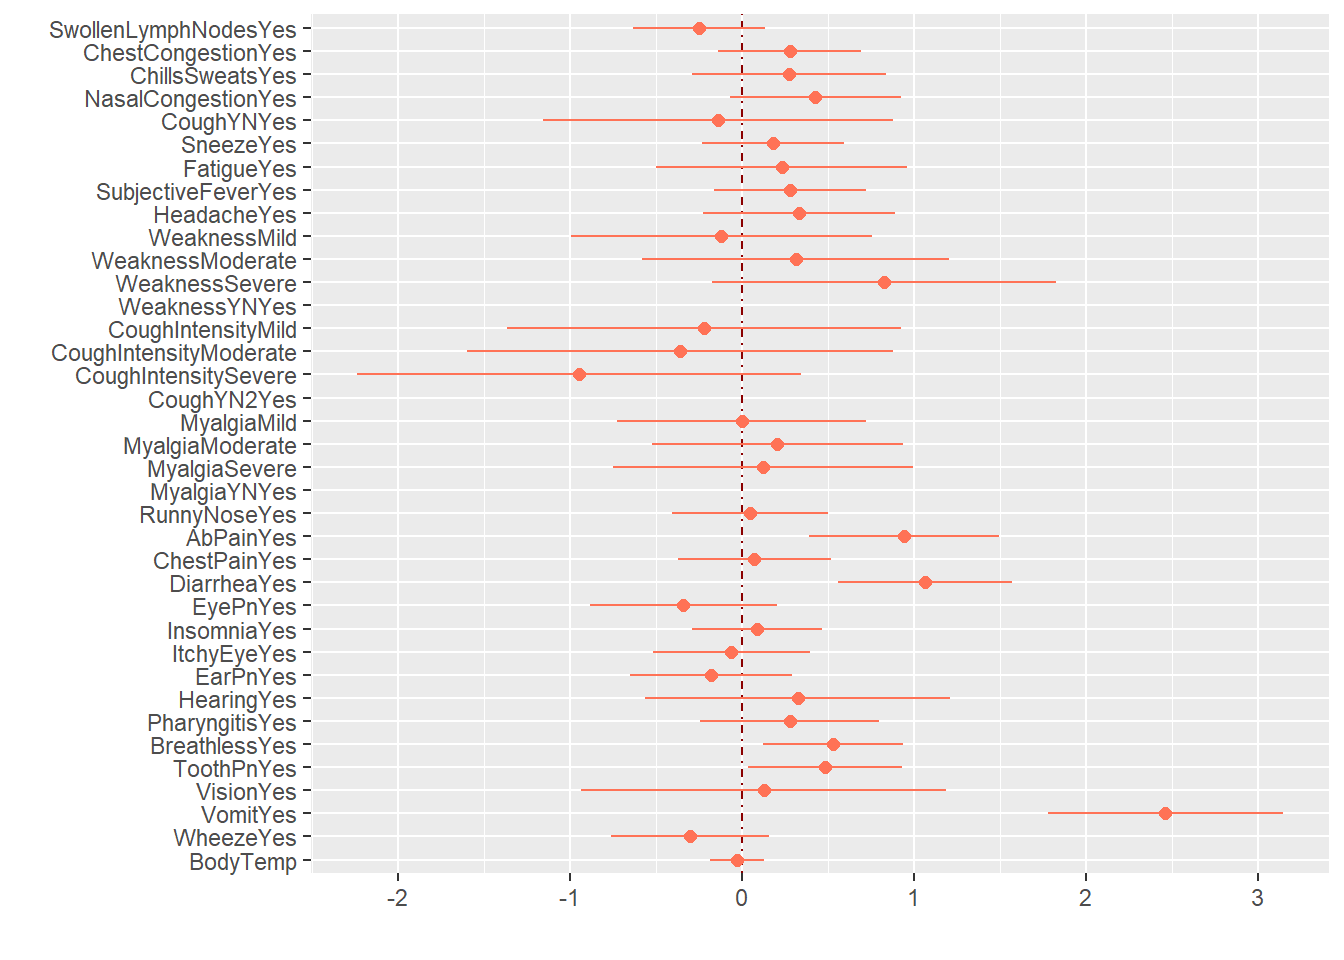 SwollenLymphNodesYes
ChestCongestionYes
ChillsSweatsYes
NasalCongestionYes
CoughYNYes
SneezeYes
FatigueYes
SubjectiveFeverYes
HeadacheYes
WeaknessMild
WeaknessModerate
WeaknessSevere
WeaknessYNYes
CoughIntensityMild
CoughIntensityModerate
CoughIntensitySevere
CoughYN2Yes
MyalgiaMild
MyalgiaModerate
MyalgiaSevere
MyalgiaYNYes
RunnyNoseYes
AbPainYes
ChestPainYes
DiarrheaYes
EyePnYes
InsomniaYes
ItchyEyeYes
EarPnYes
HearingYes
PharyngitisYes
BreathlessYes
ToothPnYes
VisionYes
VomitYes
WheezeYes
BodyTemp
-2 -1 0 1 2 3